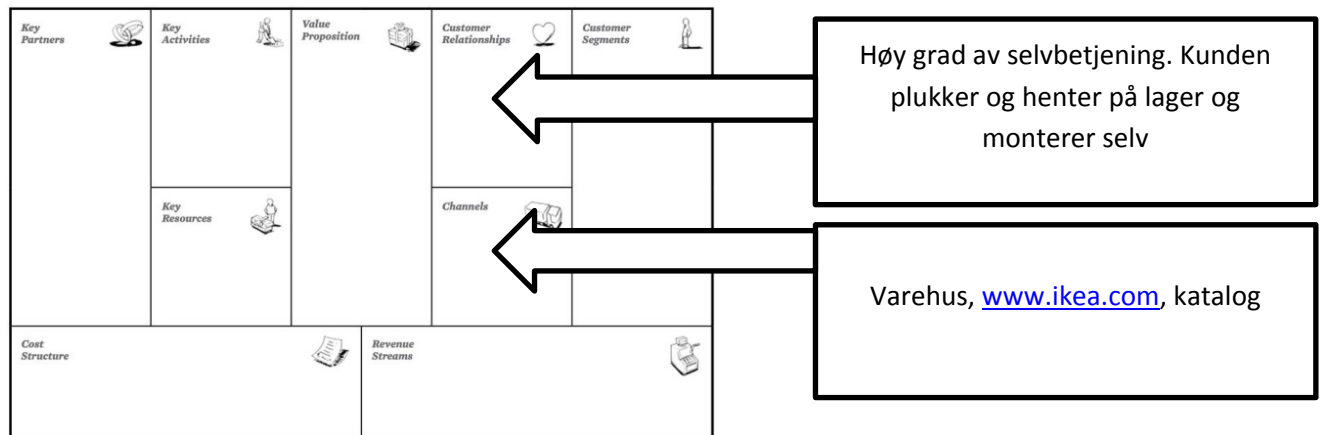 Key
Partners
Key
Activities
Value
Proposition
Customer
Relationships
Customer
Segments
Key
Resources
Channels
Cost
Structure
Revenue
Streams
Høy grad av selvbetjening. Kunden
plukker og henter på lager og
monterer selv
Varehus, www.ikea.com, katalog